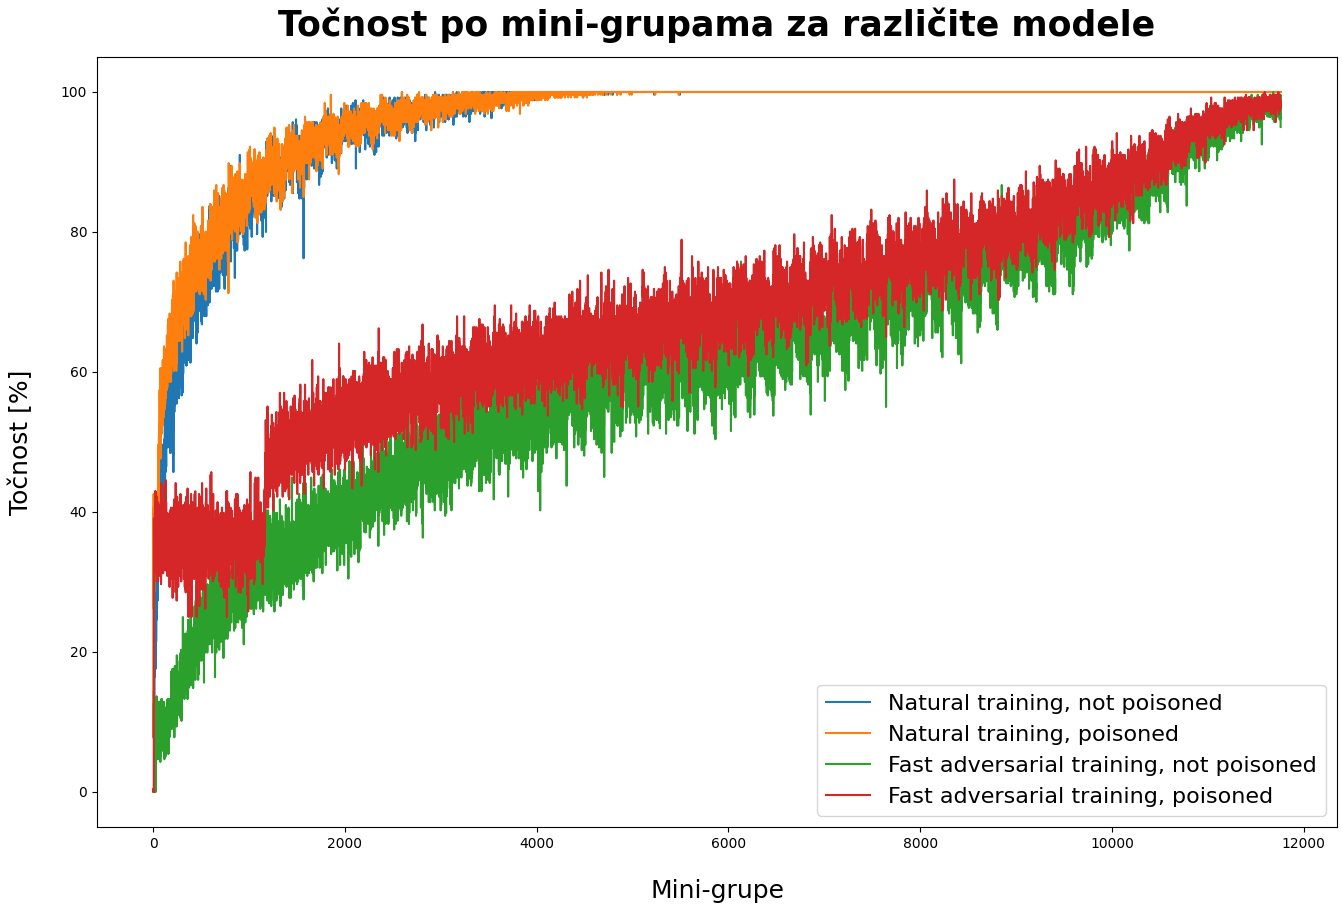 Točnost po mini-grupama za različite modele
Točnost [%]
100
80
60
40
20
0
0 2000 4000 6000 8000 10000 12000
Mini-grupe
Natural training, not poisoned
Natural training, poisoned
Fast adversarial training, not poisoned
Fast adversarial training, poisoned